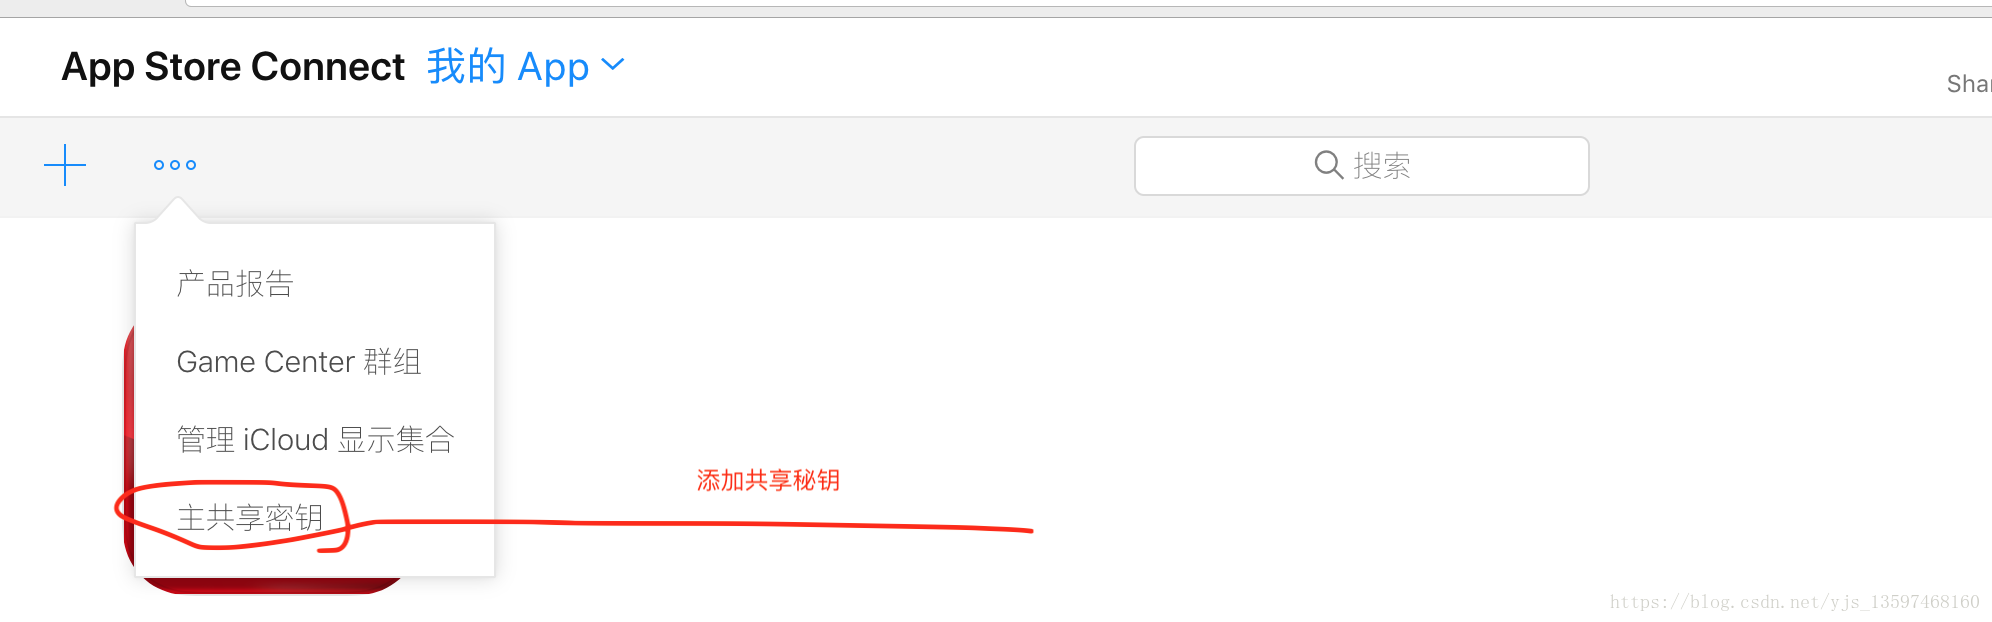 App Store Connect 我的 App
Shar
搜索
产品报告
Game Center 群组
管理 iCloud 显示集合
添加共享秘钥
主共享密钥
https://blog.csdn.net/yjs_13597468160